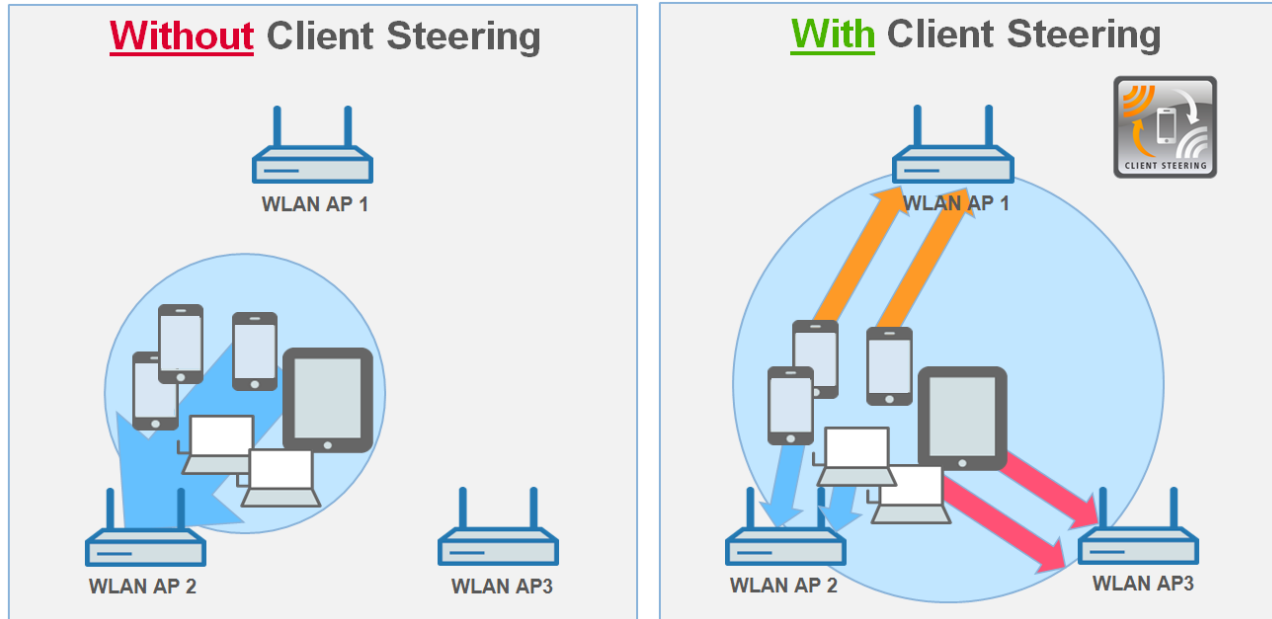 Without Client Steering
WLAN AP 1
WLAN AP 2
WLAN AP3
With Client Steering
CLIENT STEERING
WLAN AP 1
WLAN AP 2
WLAN AP3